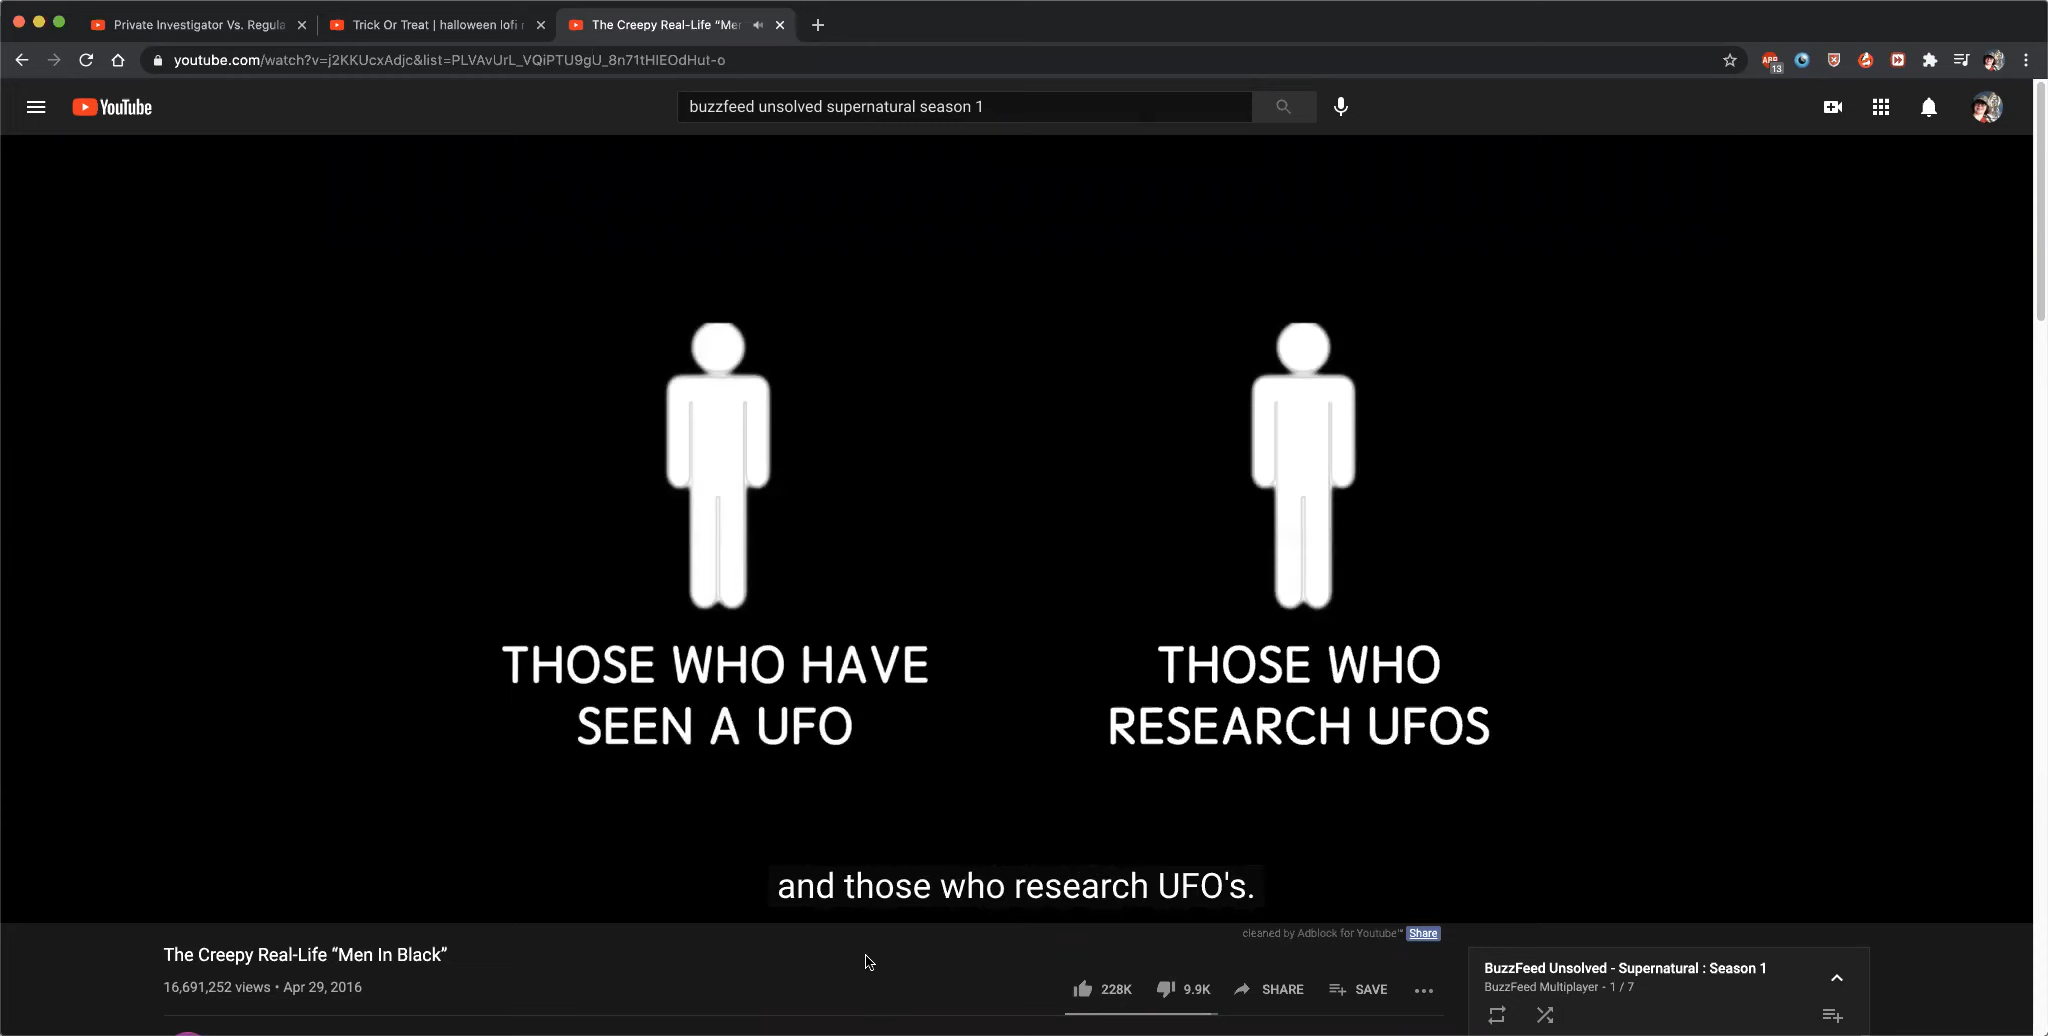 Private Investigator Vs. Regula
Trick Or Treat | halloween lofi
The Creepy Real-Life “Mer
youtube.com/watch?v=j2KKUcxAdjc&list=PLVAvUrL_VQiPTU9gU_8n71tHIEOdHut-o
ABP
13
YouTube
buzzfeed unsolved supernatural season 1
THOSE WHO HAVE
SEEN A UFO
THOSE WHO
RESEARCH UFOS
and those who research UFO's.
cleaned by Adblock for Youtube™ Share
The Creepy Real-Life “Men In Black”
16,691,252 views • Apr 29, 2016
228K
9.9K
SHARE
SAVE
BuzzFeed Unsolved - Supernatural : Season 1
BuzzFeed Multiplayer - 1 / 7